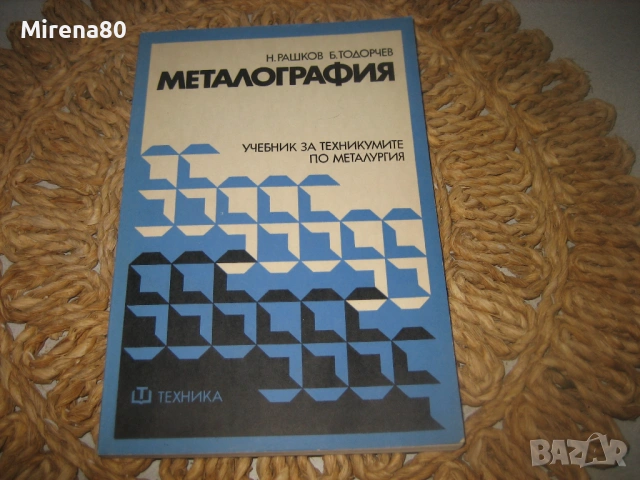 Mirena80
Н. РАШКОВ Б. ТОДОРЧЕВ
МЕТАЛОГРАФИЯ
УЧЕБНИК ЗА ТЕХНИКУМИТЕ
ПО МЕТАЛУРГИЯ
ТЕХНИКА
BAZAR